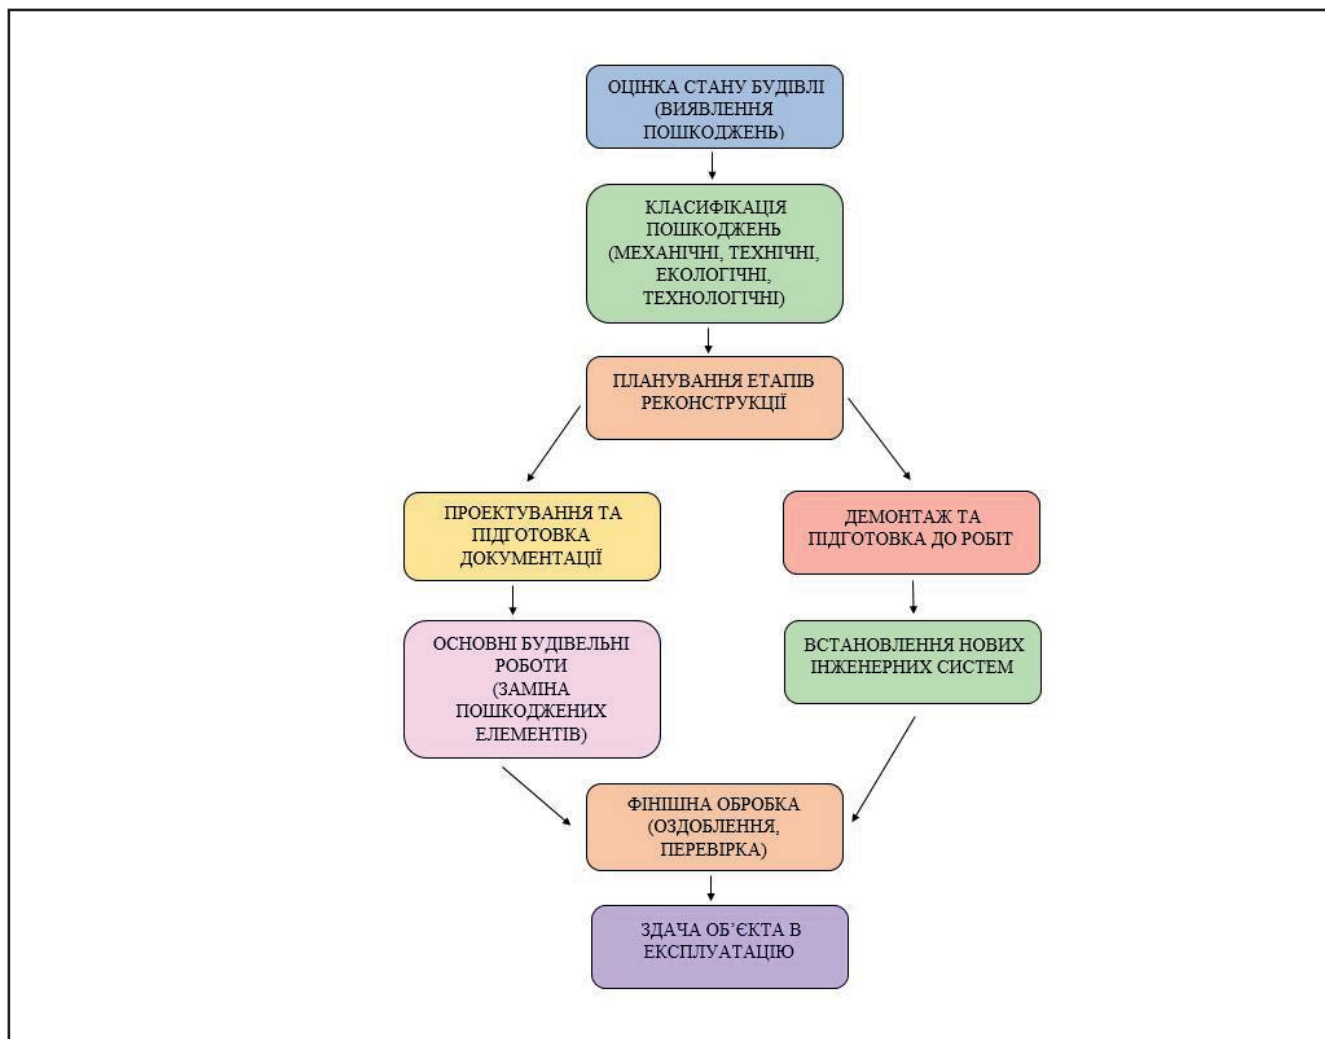 ОЦІНКА СТАНУ БУДІВЛІ
(ВИЯВЛЕННЯ
ПОШКОДЖЕНЬ)
КЛАСИФІКАЦІЯ
ПОШКОДЖЕНЬ
(МЕХАНІЧНІ, ТЕХНІЧНІ,
ЕКОЛОГІЧНІ,
ТЕХНОЛОГІЧНІ)
ПЛАНУВАННЯ ЕТАПІВ
РЕКОНСТРУКЦІЇ
ПРОЕКТУВАННЯ ТА
ПІДГОТОВКА
ДОКУМЕНТАЦІЇ
ДЕМОНТАЖ ТА
ПІДГОТОВКА ДО РОБІТ
ОСНОВНІ БУДІВЕЛЬНІ
РОБОТИ
(ЗАМІНА
ПОШКОДЖЕНИХ
ЕЛЕМЕНТІВ)
ВСТАНОВЛЕННЯ НОВИХ
ІНЖЕНЕРНИХ СИСТЕМ
ФІНІШНА ОБРОБКА
(ОЗДОБЛЕННЯ,
ПЕРЕВІРКА)
ЗДАЧА ОБ’ЄКТА В
ЕКСПЛУАТАЦІЮ